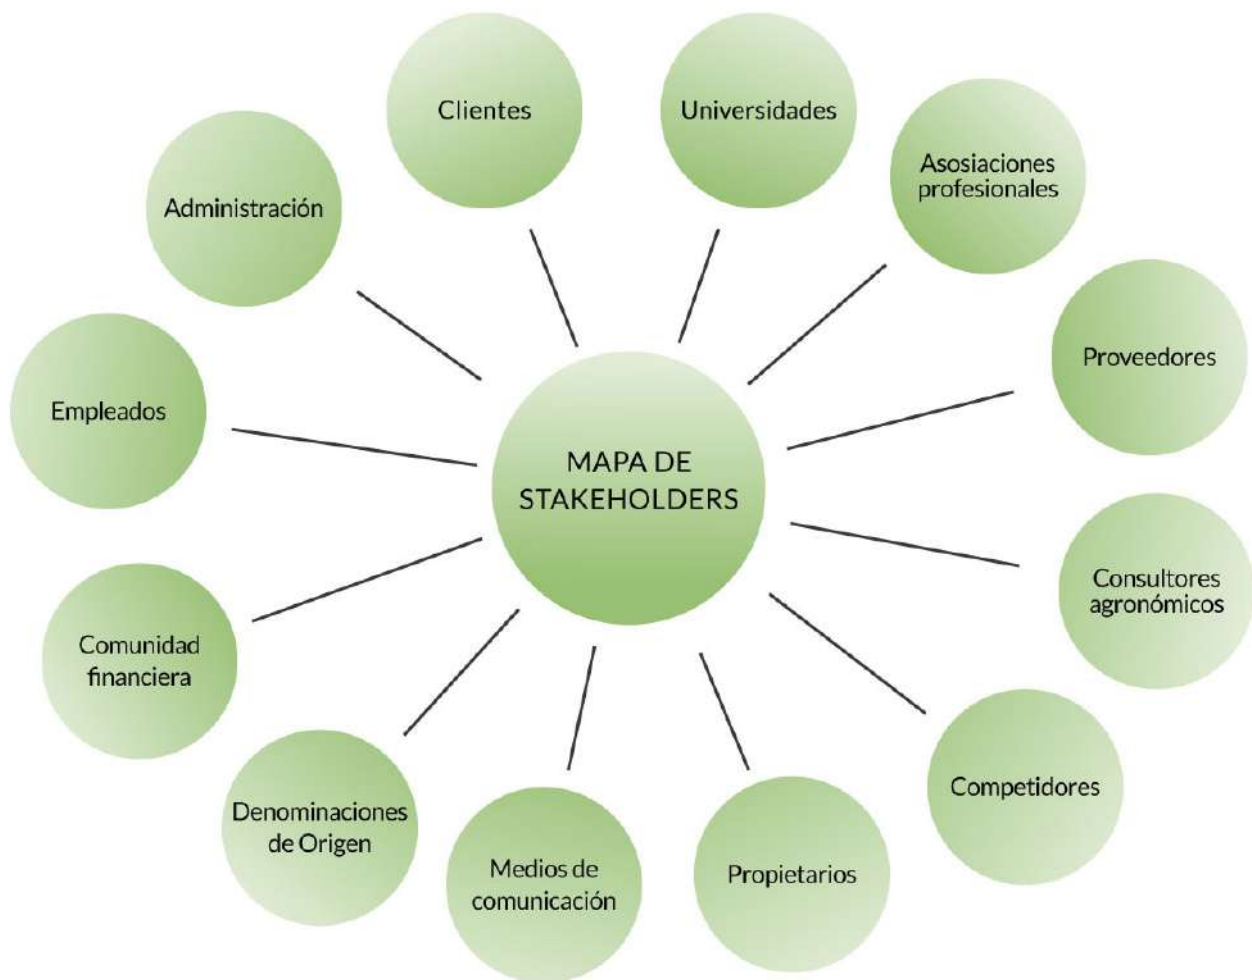 Clientes
Universidades
Asosiaciones
profesionales
Administración
Proveedores
Empleados
MAPA DE
STAKEHOLDERS
Consultores
agronómicos
Comunidad
financiera
Competidores
Denominaciones
de Origen
Medios de
comunicación
Propietarios